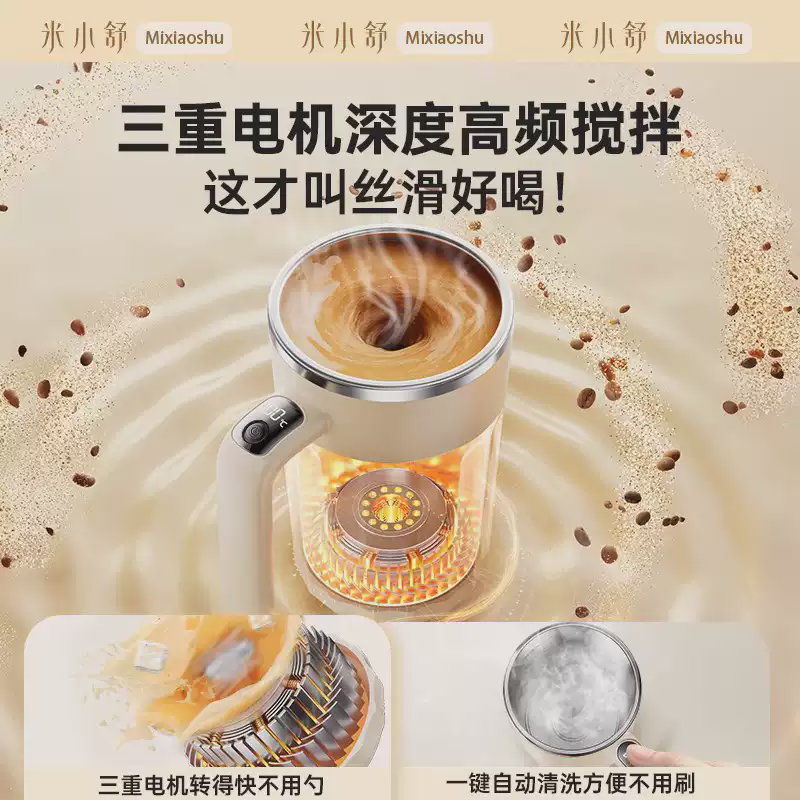 米小舒 Mixiaoshu 米小舒 Mixiaoshu 米小舒 Mixiaoshu
三重电机深度高频搅拌
这才叫丝滑好喝！
三重电机转得快不用勺
一键自动清洗方便不用刷